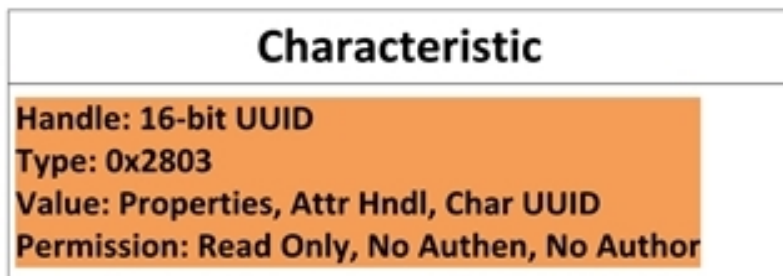 Characteristic
Handle: 16-bit UUID
Type: 0x2803
Value: Properties, Attr Hndl, Char UUID
Permission: Read Only, No Authen, No Author